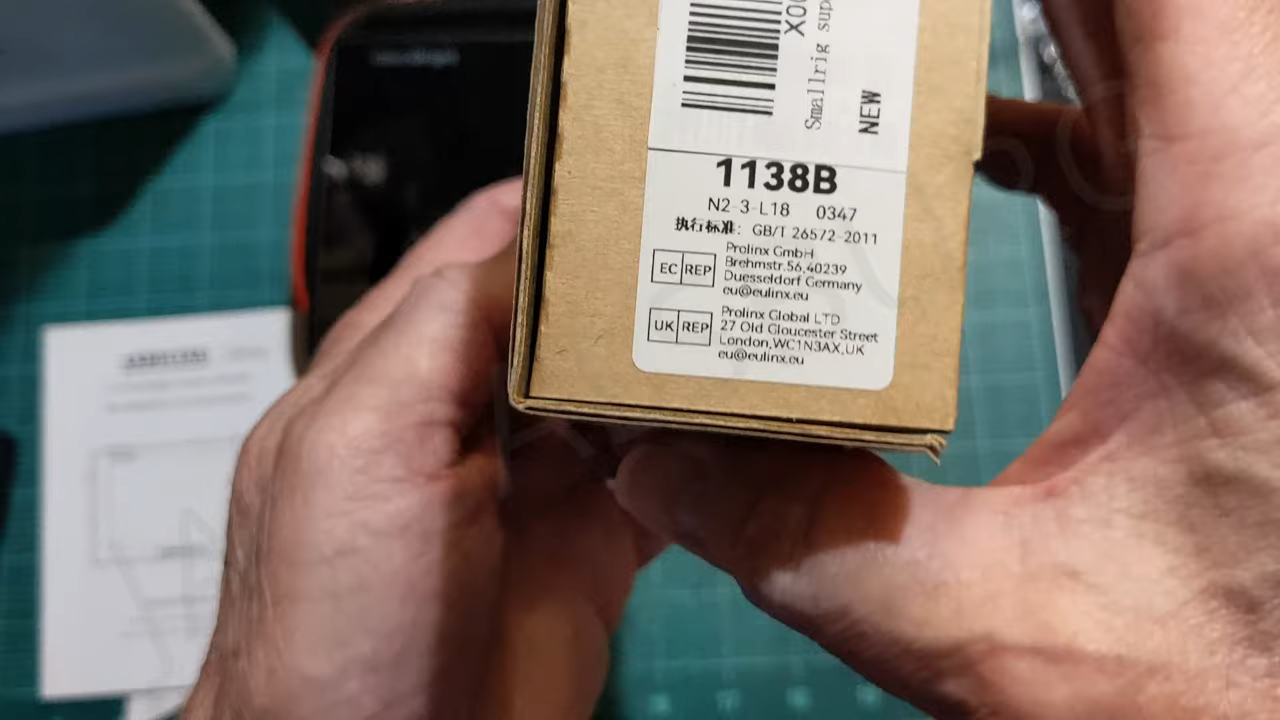 X00
Smallrig sup
NEW
1138B
N2-3-L18 0347
执行标准: GB/T 26572-2011
EC REP
Prolinx GmbH
Brehmstr.56,40239
Duesseldorf Germany
eu@eulinx.eu
UK REP
Prolinx Global LTD
27 Old Gloucester Street
London,WC1N3AX,UK
eu@eulinx.eu